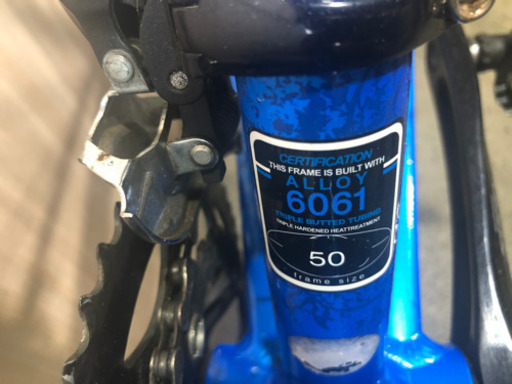 CERTIFICATION
THIS FRAME IS BUILT WITH
ALLOY
6061
TRIPLE BUTTED TUBING
TRIPLE HARDENED HEATTREATMENT
50
frame size